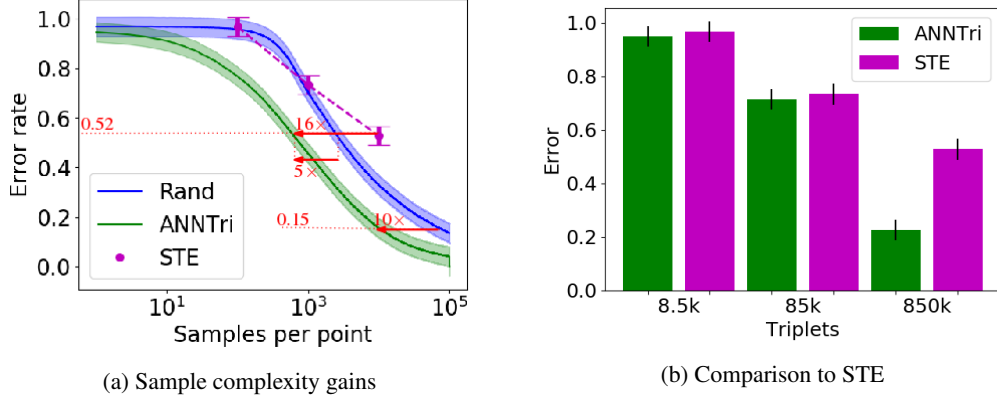 1.0
0.8
0.6
0.4
0.2
0.0
Error rate
0.52
16×
5×
0.15
10×
Rand
ANNTri
STE
10^1
10^3
10^5
Samples per point
(a) Sample complexity gains
1.0
0.8
0.6
0.4
0.2
0.0
Error
ANNTri
STE
8.5k 85k 850k
Triplets
(b) Comparison to STE